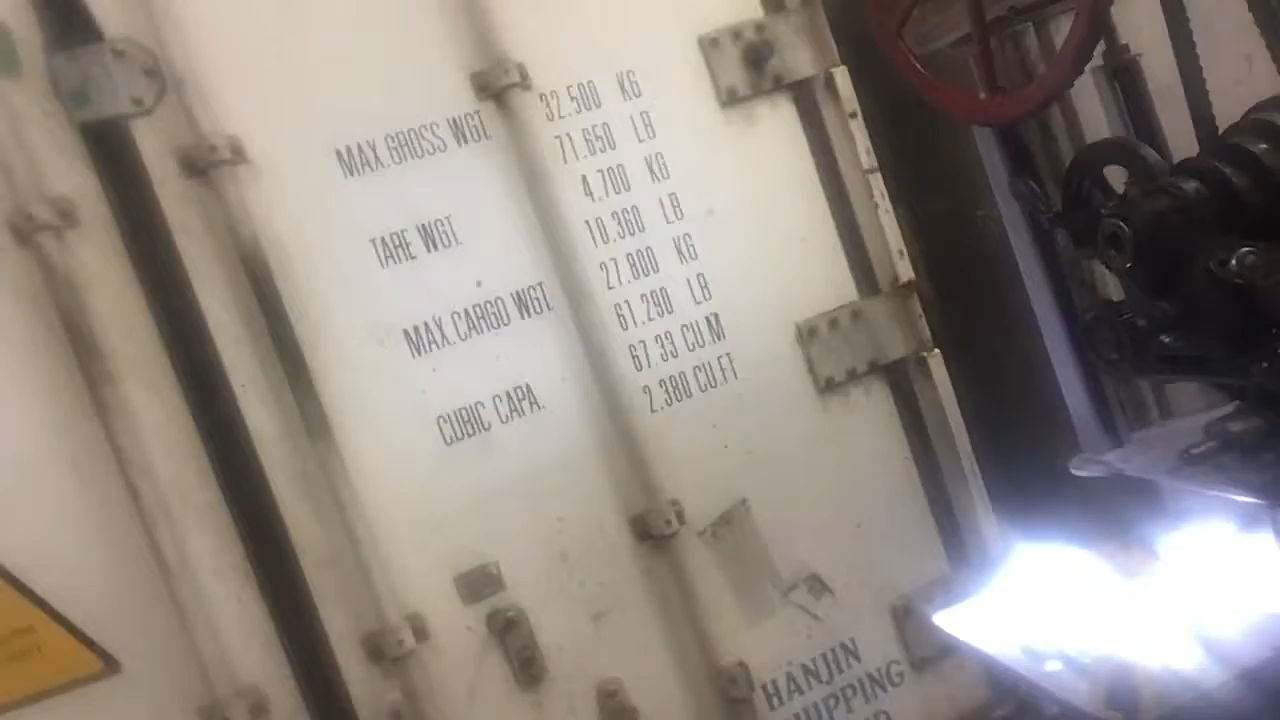 MAX.GROSS WGT. 32.500 KG
71.650 LB
TARE WGT. 4.700 KG
10.360 LB
MAX.CARGO WGT. 27.800 KG
61.290 LB
CUBIC CAPA. 67.33 CU.M
2.380 CU.FT
HANJIN
SHIPPING